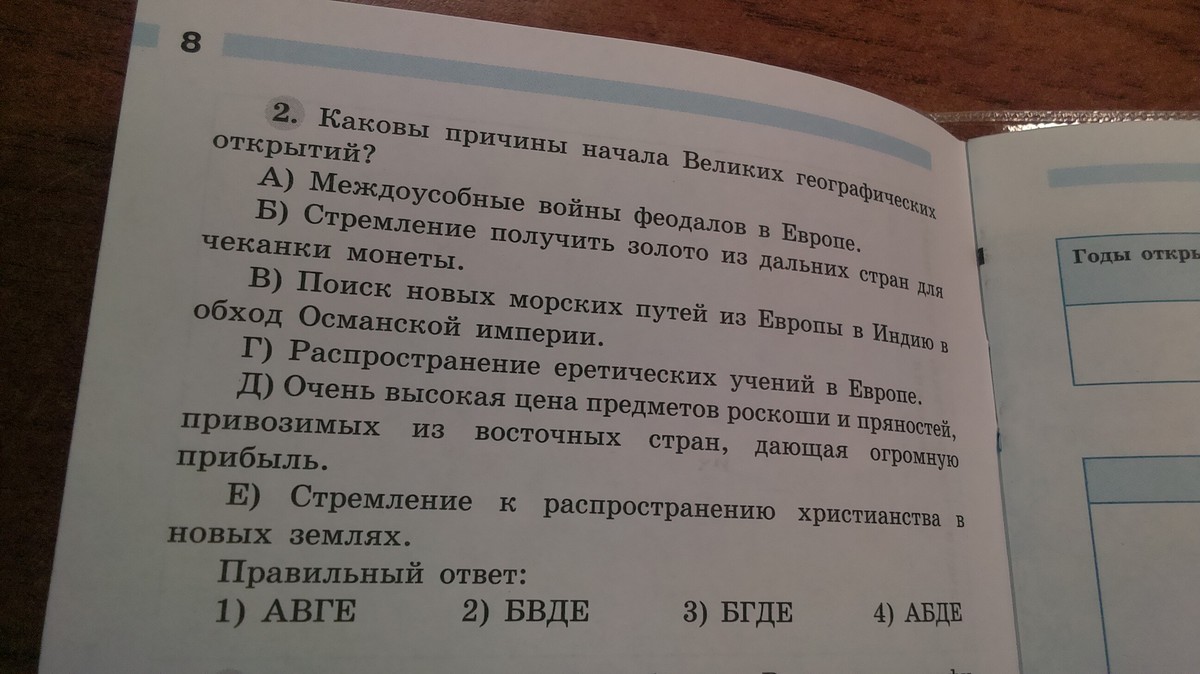 8
2. Каковы причины начала Великих географических
открытий?
А) Междоусобные войны феодалов в Европе.
Б) Стремление получить золото из дальних стран для
чеканки монеты.
В) Поиск новых морских путей из Европы в Индию в
обход Османской империи.
Г) Распространение еретических учений в Европе.
Д) Очень высокая цена предметов роскоши и пряностей,
привозимых из восточных стран, дающая огромную
прибыль.
Е) Стремление к распространению христианства в
новых землях.
Правильный ответ:
1) АВГЕ 2) БВДЕ 3) БГДЕ 4) АБДЕ
Годы